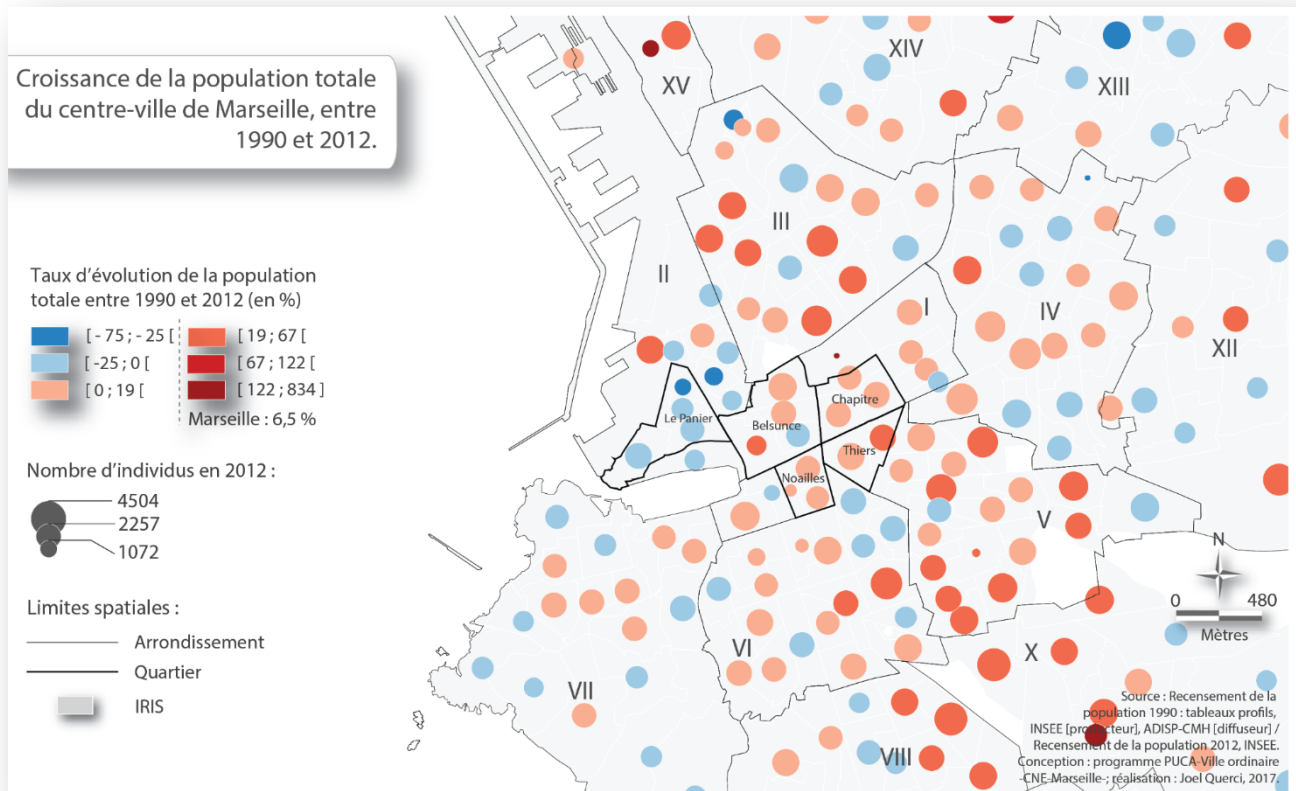 Croissance de la population totale
du centre-ville de Marseille, entre
1990 et 2012.
Taux d'évolution de la population
totale entre 1990 et 2012 (en %)
[ - 75 ; - 25 [
[ -25 ; 0 [
[ 0 ; 19 [
[ 19 ; 67 [
[ 67 ; 122 [
[ 122 ; 834 ]
Marseille : 6,5 %
Nombre d'individus en 2012 :
4504
2257
1072
Limites spatiales :
Arrondissement
Quartier
IRIS
XV
XIV
XIII
III
II
I
IV
XII
Le Panier
Belsunce
Chapitre
Thiers
Noailles
V
VI
VII
VIII
X
N
0 480
Mètres
Source : Recensement de la
population 1990 : tableaux profils,
INSEE [producteur], ADISP-CMH [diffuseur] /
Recensement de la population 2012, INSEE.
Conception : programme PUCA-Ville ordinaire
-CNE-Marseille-; réalisation : Joel Querci, 2017.